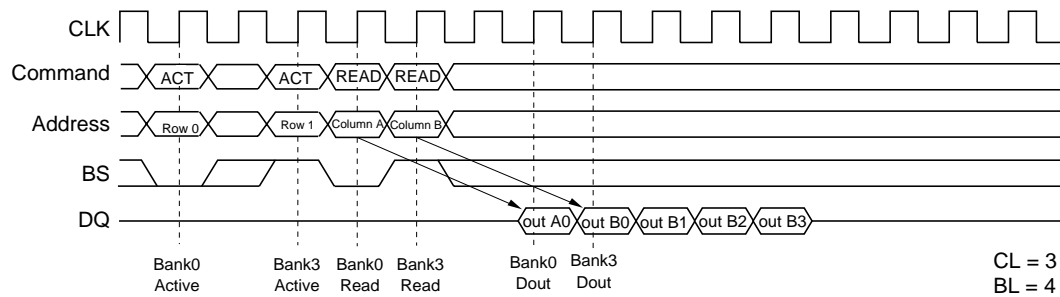 CLK
Command ACT ACT READ READ
Address Row 0 Row 1 Column A Column B
BS
DQ out A0 out B0 out B1 out B2 out B3
Bank0 Active
Bank3 Active
Bank0 Read
Bank3 Read
Bank0 Dout
Bank3 Dout
CL = 3
BL = 4